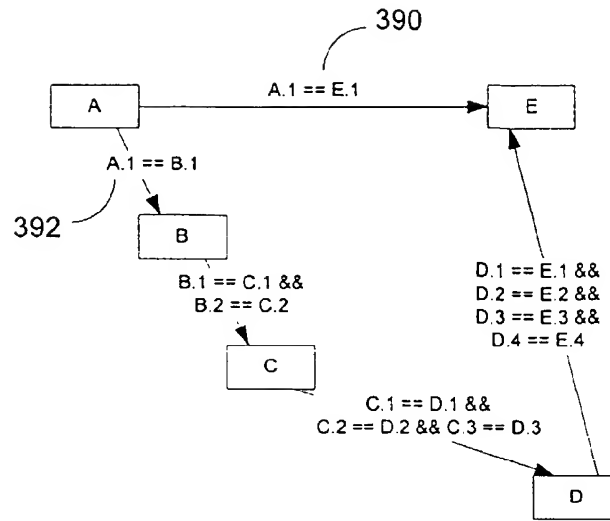 390
A.1 == E.1
A
E
A.1 == B.1
392
B
B.1 == C.1 &&
B.2 == C.2
D.1 == E.1 &&
D.2 == E.2 &&
D.3 == E.3 &&
D.4 == E.4
C
C.1 == D.1 &&
C.2 == D.2 && C.3 == D.3
D